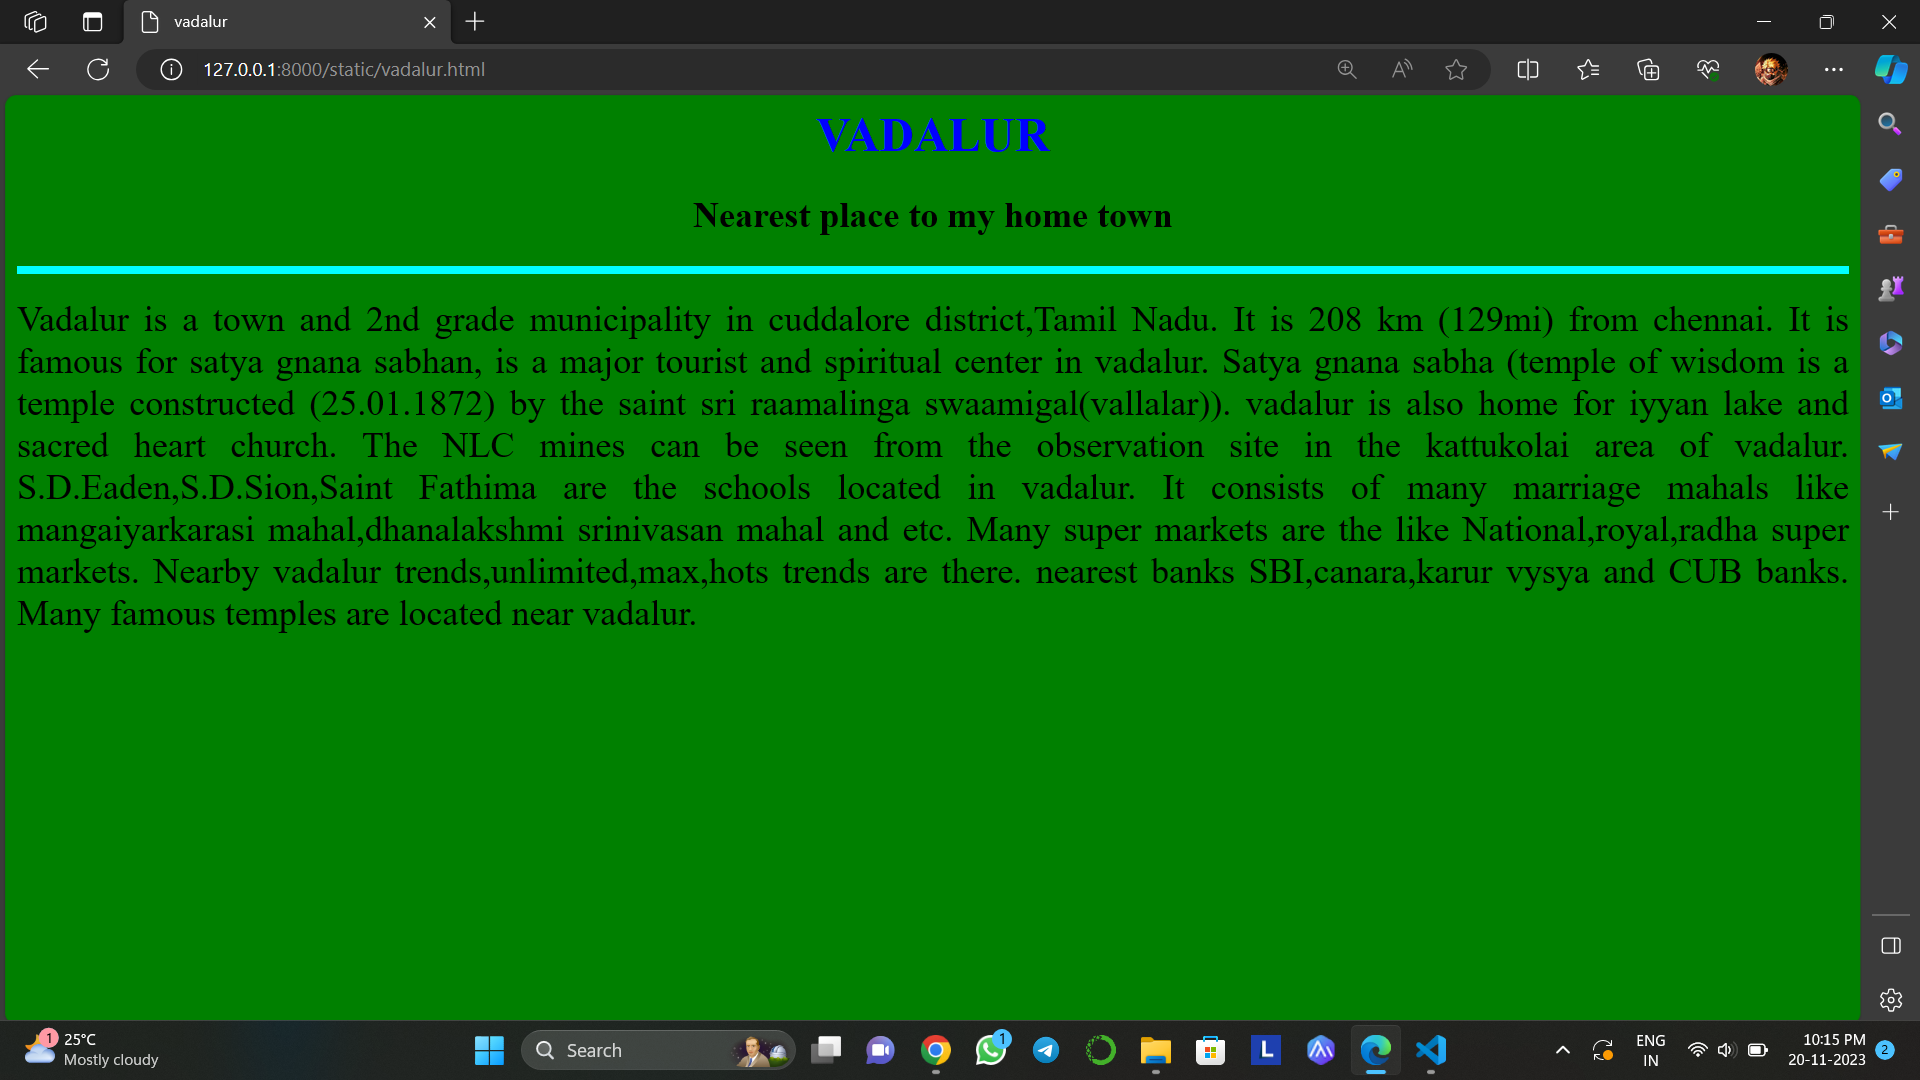 vadalur
127.0.0.1:8000/static/vadalur.html
VADALUR
Nearest place to my home town
Vadalur is a town and 2nd grade municipality in cuddalore district,Tamil Nadu. It is 208 km (129mi) from chennai. It is
famous for satya gnana sabhan, is a major tourist and spiritual center in vadalur. Satya gnana sabha (temple of wisdom is a
temple constructed (25.01.1872) by the saint sri raamalinga swaamigal(vallalar)). vadalur is also home for iyyan lake and
sacred heart church. The NLC mines can be seen from the observation site in the kattukolai area of vadalur.
S.D.Eaden,S.D.Sion,Saint Fathima are the schools located in vadalur. It consists of many marriage mahals like
mangaiyarkarasi mahal,dhanalakshmi srinivasan mahal and etc. Many super markets are the like National,royal,radha super
markets. Nearby vadalur trends,unlimited,max,hots trends are there. nearest banks SBI,canara,karur vysya and CUB banks.
Many famous temples are located near vadalur.
1
25°C
Mostly cloudy
Search
1
L
ENG
IN
10:15 PM
20-11-2023
2